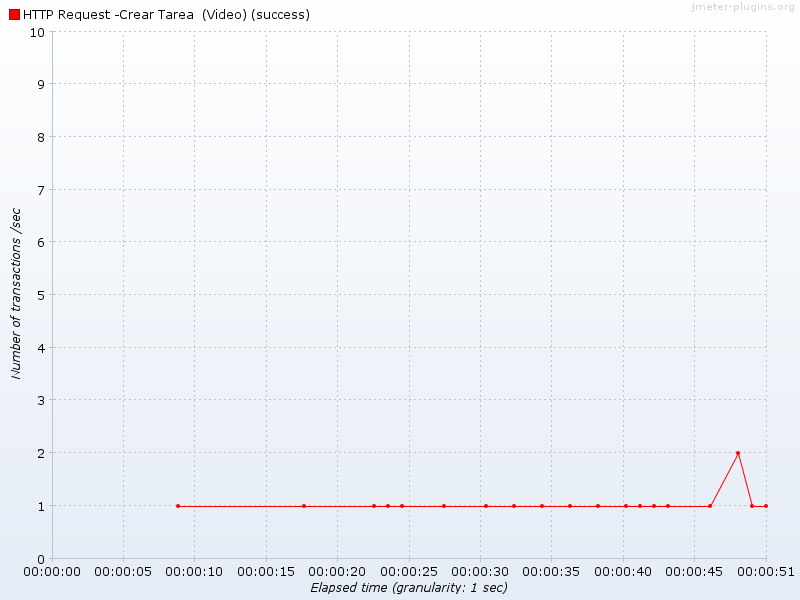 jmeter-plugins.org
HTTP Request -Crear Tarea  (Video) (success)
10
9
8
7
6
5
4
3
2
1
0
Number of transactions /sec
00:00:00 00:00:05 00:00:10 00:00:15 00:00:20 00:00:25 00:00:30 00:00:35 00:00:40 00:00:45 00:00:51
Elapsed time (granularity: 1 sec)